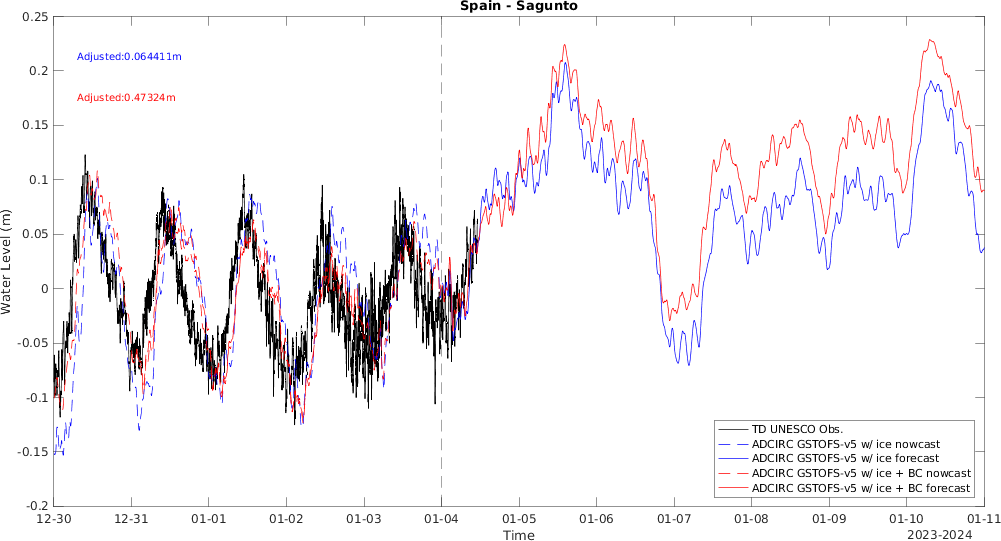 Spain - Sagunto
0.25
0.2
0.15
0.1
0.05
0
-0.05
-0.1
-0.15
-0.2
Water Level (m)
Adjusted:0.064411m
Adjusted:0.47324m
TD UNESCO Obs.
ADCIRC GSTOFS-v5 w/ ice nowcast
ADCIRC GSTOFS-v5 w/ ice forecast
ADCIRC GSTOFS-v5 w/ ice + BC nowcast
ADCIRC GSTOFS-v5 w/ ice + BC forecast
12-30 12-31 01-01 01-02 01-03 01-04 01-05 01-06 01-07 01-08 01-09 01-10 01-11
Time
2023-2024